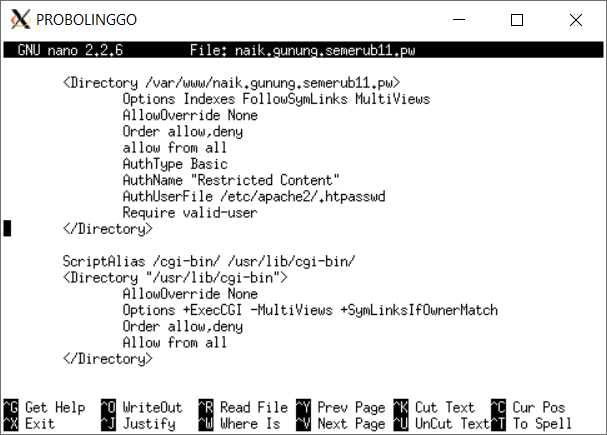 PROBOLINGGO
GNU nano 2.2.6 File: naik.gunung.semerub11.pw
<Directory /var/www/naik.gunung.semerub11.pw>
Options Indexes FollowSymLinks MultiViews
AllowOverride None
Order allow,deny
allow from all
AuthType Basic
AuthName "Restricted Content"
AuthUserFile /etc/apache2/.htpasswd
Require valid-user
</Directory>
ScriptAlias /cgi-bin/ /usr/lib/cgi-bin/
<Directory "/usr/lib/cgi-bin">
AllowOverride None
Options +ExecCGI -MultiViews +SymLinksIfOwnerMatch
Order allow,deny
Allow from all
</Directory>
^G Get Help ^O WriteOut ^R Read File ^Y Prev Page ^K Cut Text ^C Cur Pos
^X Exit ^J Justify ^W Where Is ^V Next Page ^U UnCut Text ^T To Spell